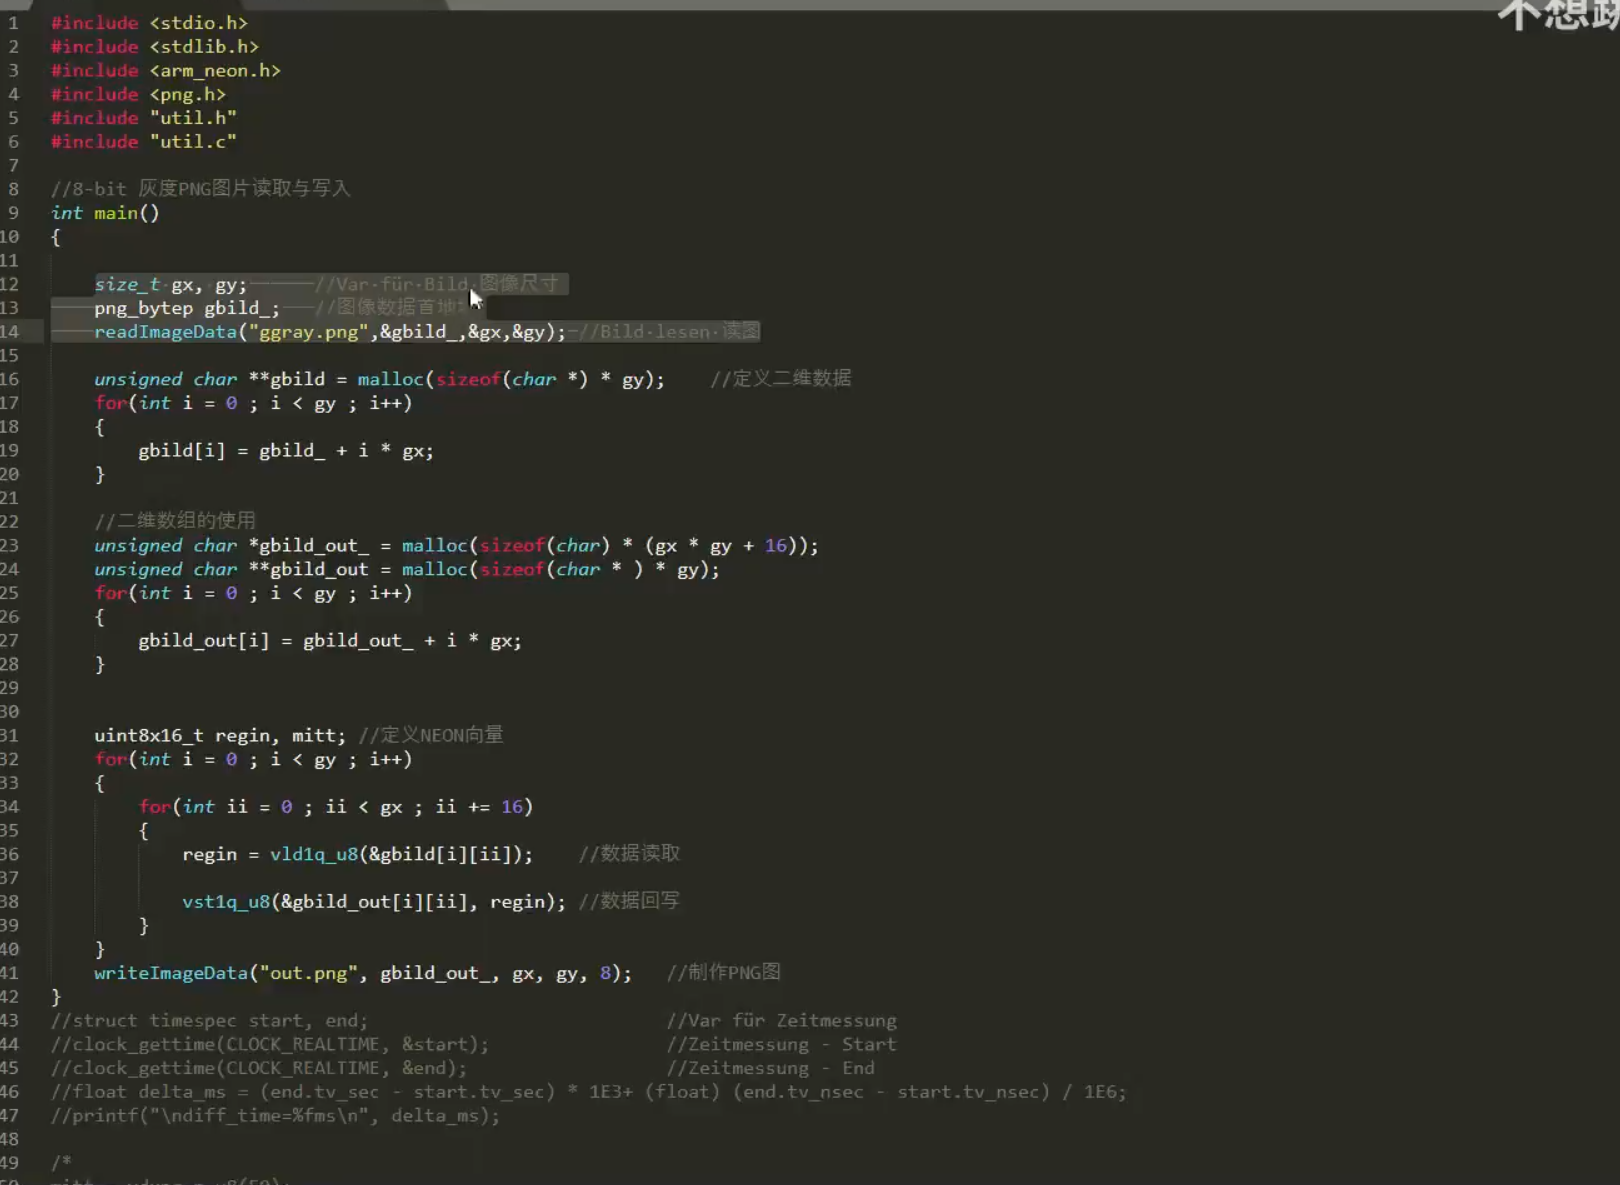 不想
1 #include <stdio.h>
2 #include <stdlib.h>
3 #include <arm_neon.h>
4 #include <png.h>
5 #include "util.h"
6 #include "util.c"
7
8 //8-bit 灰度PNG图片读取与写入
9 int main()
10 {
11
12 size_t gx, gy; //Var für Bild 图像尺寸
13 png_bytep gbild_; //图像数据首地
14 readImageData("ggray.png",&gbild_,&gx,&gy); //Bild lesen 读图
15
16 unsigned char **gbild = malloc(sizeof(char *) * gy); //定义二维数据
17 for(int i = 0 ; i < gy ; i++)
18 {
19 gbild[i] = gbild_ + i * gx;
20 }
21
22 //二维数组的使用
23 unsigned char *gbild_out_ = malloc(sizeof(char) * (gx * gy + 16));
24 unsigned char **gbild_out = malloc(sizeof(char * ) * gy);
25 for(int i = 0 ; i < gy ; i++)
26 {
27 gbild_out[i] = gbild_out_ + i * gx;
28 }
29
30
31 uint8x16_t regin, mitt; //定义NEON向量
32 for(int i = 0 ; i < gy ; i++)
33 {
34 for(int ii = 0 ; ii < gx ; ii += 16)
35 {
36 regin = vld1q_u8(&gbild[i][ii]); //数据读取
37
38 vst1q_u8(&gbild_out[i][ii], regin); //数据回写
39 }
40 }
41 writeImageData("out.png", gbild_out_, gx, gy, 8); //制作PNG图
42 }
43 //struct timespec start, end; //Var für Zeitmessung
44 //clock_gettime(CLOCK_REALTIME, &start); //Zeitmessung - Start
45 //clock_gettime(CLOCK_REALTIME, &end); //Zeitmessung - End
46 //float delta_ms = (end.tv_sec - start.tv_sec) * 1E3+ (float) (end.tv_nsec - start.tv_nsec) / 1E6;
47 //printf("\ndiff_time=%fms\n", delta_ms);
48
49 /*